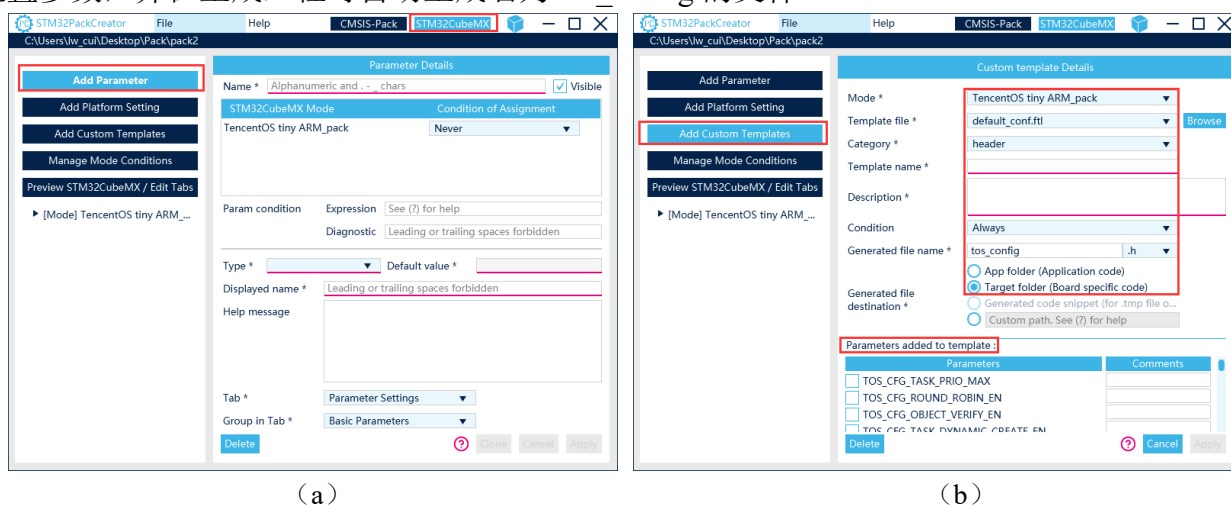 STM32PackCreator File Help CMSIS-Pack STM32CubeMX
C:\Users\lw_cui\Desktop\Pack\pack2
Add Parameter
Add Platform Setting
Add Custom Templates
Manage Mode Conditions
Preview STM32CubeMX / Edit Tabs
[Mode] TencentOS tiny ARM_...
Parameter Details
Name * Alphanumeric and . - _ chars Visible
STM32CubeMX Mode Condition of Assignment
TencentOS tiny ARM_pack Never
Param condition Expression See (?) for help
Diagnostic Leading or trailing spaces forbidden
Type * Default value *
Displayed name * Leading or trailing spaces forbidden
Help message
Tab * Parameter Settings
Group in Tab * Basic Parameters
Delete ? Clone Cancel Apply
(a)
STM32PackCreator File Help CMSIS-Pack STM32CubeMX
C:\Users\lw_cui\Desktop\Pack\pack2
Add Parameter
Add Platform Setting
Add Custom Templates
Manage Mode Conditions
Preview STM32CubeMX / Edit Tabs
[Mode] TencentOS tiny ARM_...
Custom template Details
Mode * TencentOS tiny ARM_pack
Template file * default_conf.ftl Browse
Category * header
Template name *
Description *
Condition Always
Generated file name * tos_config .h
App folder (Application code)
Generated file destination * Target folder (Board specific code)
Generated code snippet (for .tmp file o...
Custom path. See (?) for help
Parameters added to template :
Parameters Comments
TOS_CFG_TASK_PRIO_MAX
TOS_CFG_ROUND_ROBIN_EN
TOS_CFG_OBJECT_VERIFY_EN
TOS_CFG_TASK_DYNAMIC_CREATE_EN
Delete ? Cancel Apply
(b)